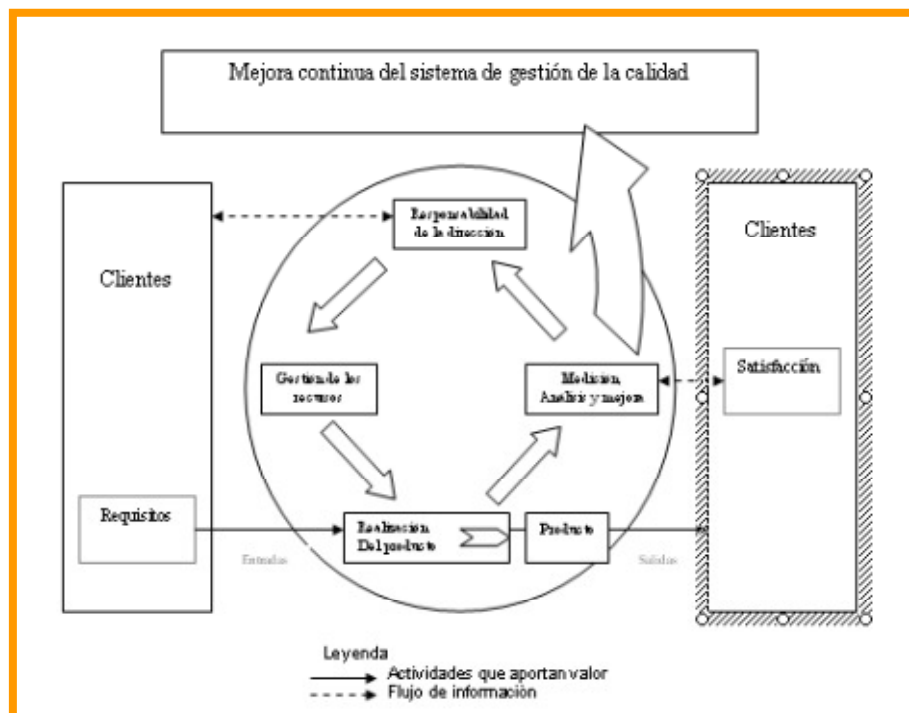 Mejora continua del sistema de gestión de la calidad
Responsabilidad
de la dirección
Clientes
Clientes
Gestión de los
recursos
Medición,
Análisis y mejora
Satisfacción
Requisitos
Realización
Del producto
Producto
Entradas
Salidas
Leyenda
Actividades que aportan valor
Flujo de información